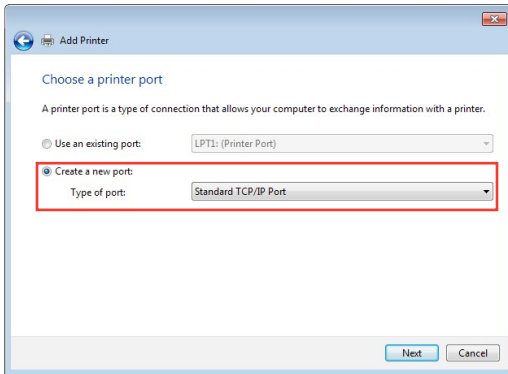 Add Printer
Choose a printer port
A printer port is a type of connection that allows your computer to exchange information with a printer.
Use an existing port: LPT1: (Printer Port)
Create a new port:
Type of port: Standard TCP/IP Port
Next Cancel